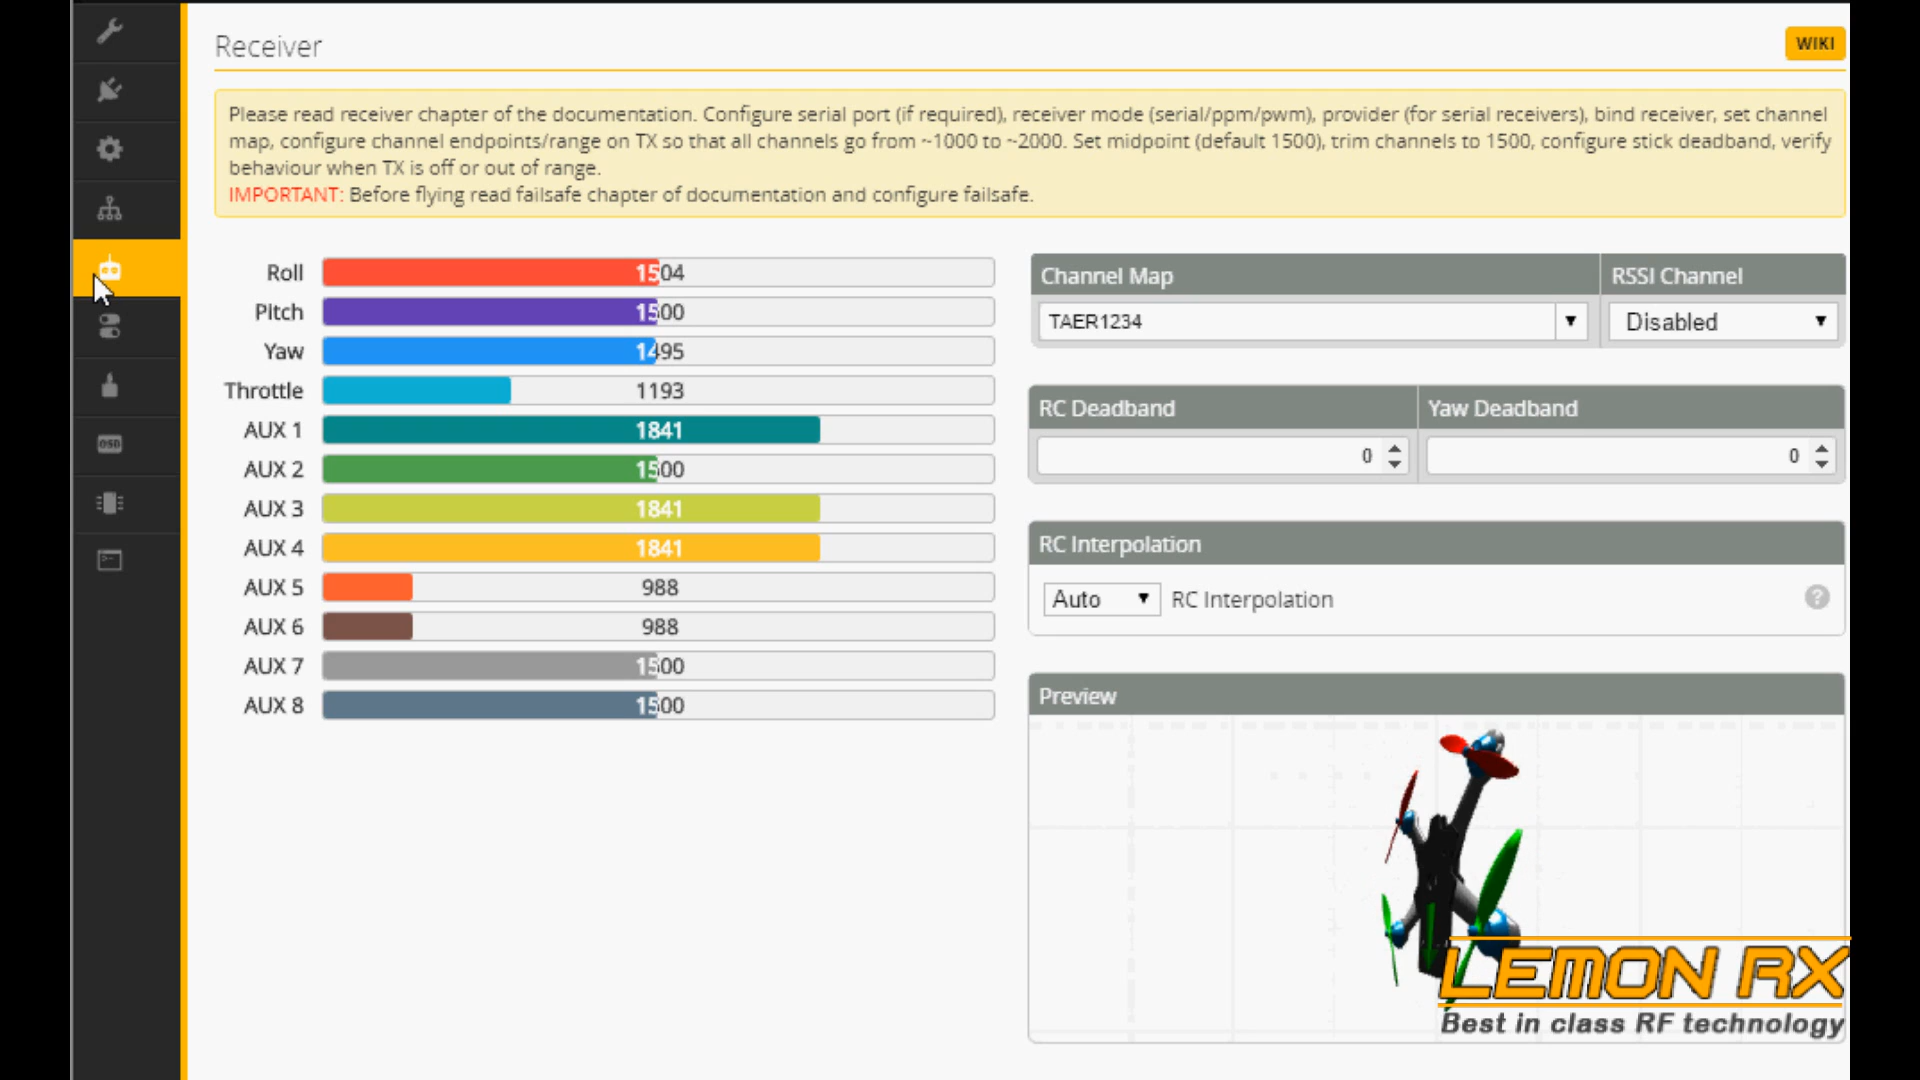 Receiver
WIKI
Please read receiver chapter of the documentation. Configure serial port (if required), receiver mode (serial/ppm/pwm), provider (for serial receivers), bind receiver, set channel
map, configure channel endpoints/range on TX so that all channels go from ~1000 to ~2000. Set midpoint (default 1500), trim channels to 1500, configure stick deadband, verify
behaviour when TX is off or out of range.
IMPORTANT: Before flying read failsafe chapter of documentation and configure failsafe.
Roll 1504
Pitch 1500
Yaw 1495
Throttle 1193
AUX 1 1841
AUX 2 1500
AUX 3 1841
AUX 4 1841
AUX 5 988
AUX 6 988
AUX 7 1500
AUX 8 1500
Channel Map RSSI Channel
TAER1234 Disabled
RC Deadband Yaw Deadband
0 0
RC Interpolation
Auto RC Interpolation
?
Preview
OSD
LEMON RX
Best in class RF technology